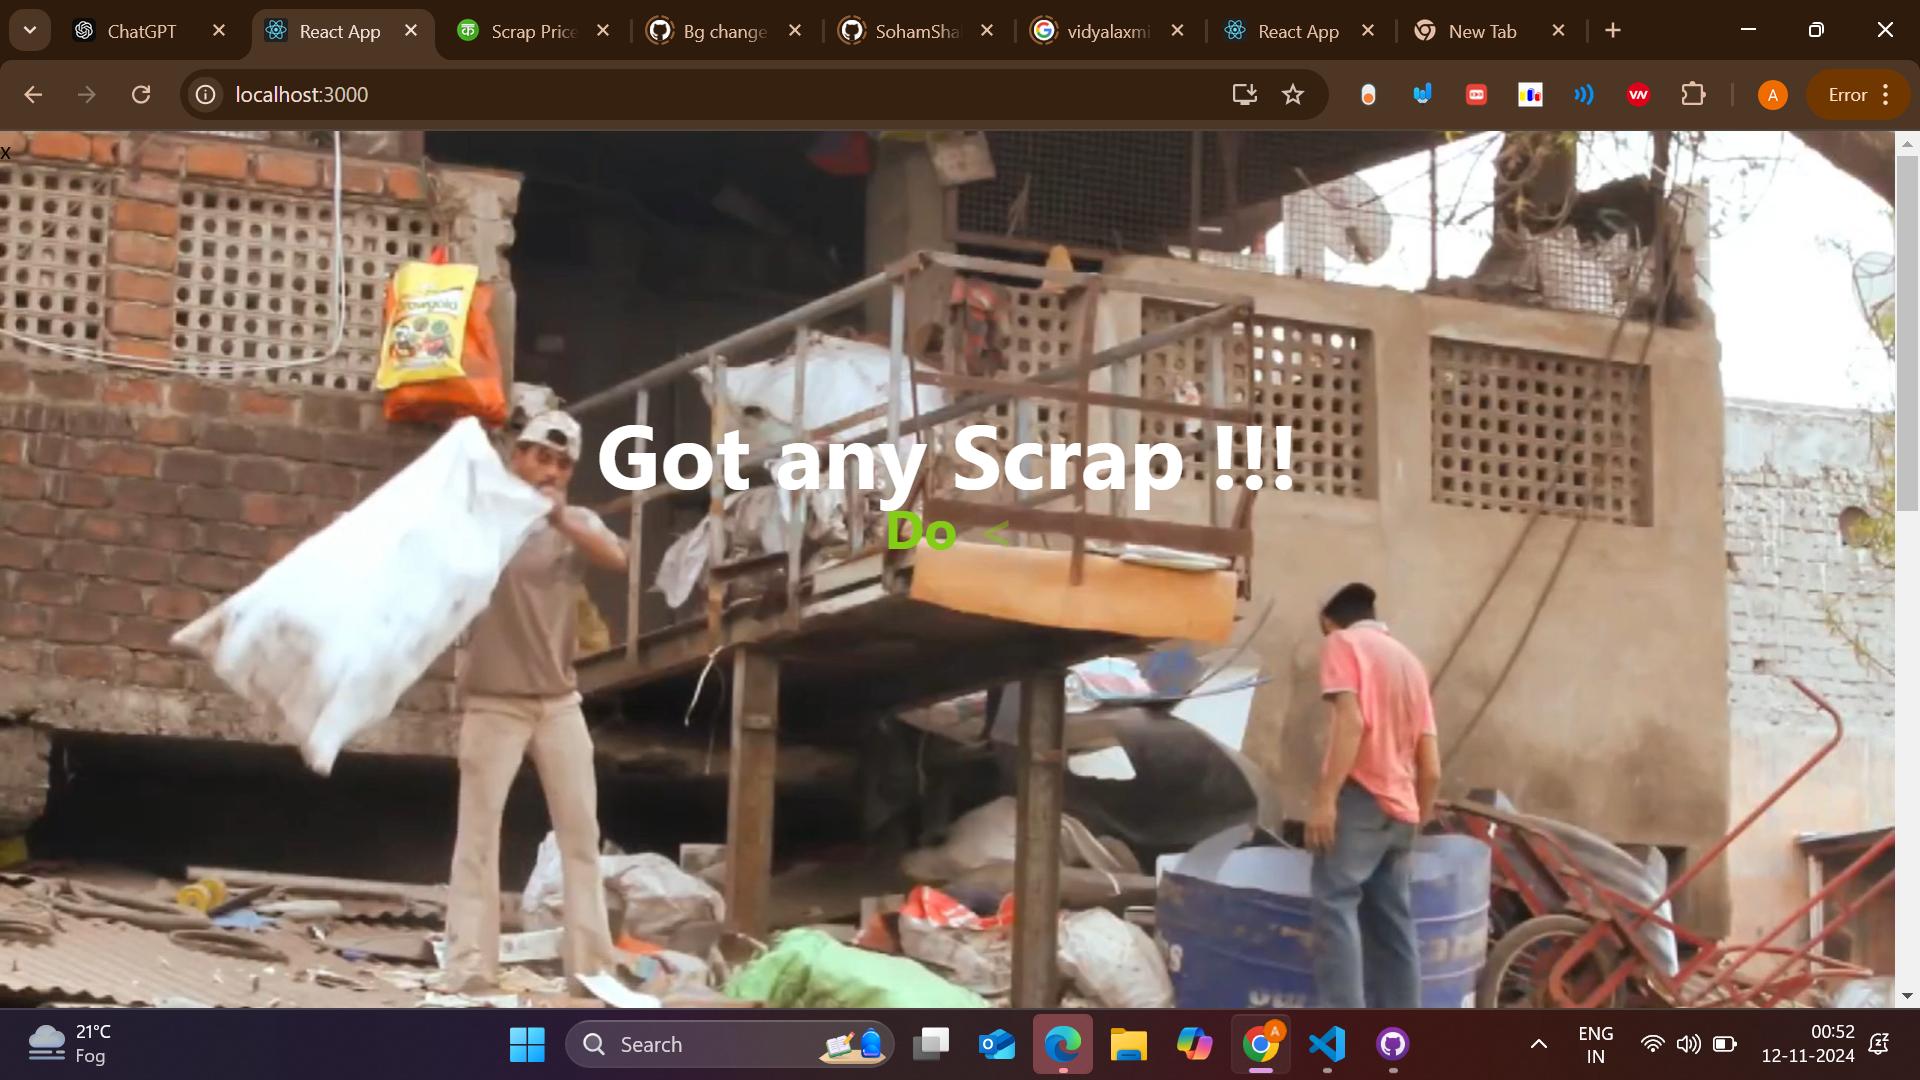 ChatGPT
React App
Scrap Price
Bg change
SohamSha
vidyalaxmi
React App
New Tab
localhost:3000
A
Error
x
Got any Scrap !!!
Do <
21°C
Fog
Search
A
ENG
IN
00:52
12-11-2024